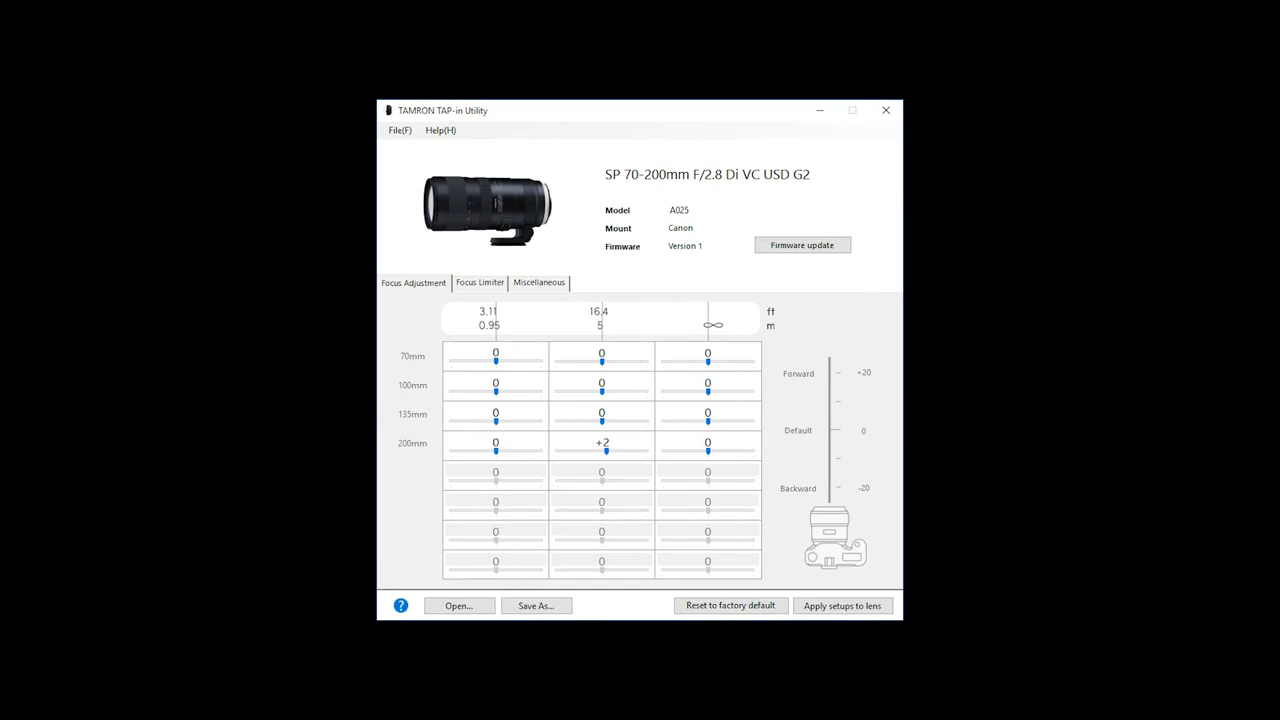 TAMRON TAP-in Utility
File(F) Help(H)
SP 70-200mm F/2.8 Di VC USD G2
Model A025
Mount Canon
Firmware Version 1
Firmware update
Focus Adjustment Focus Limiter Miscellaneous
3.11 16.4 ft
0.95 5 ∞ m
70mm 0 0 0
100mm 0 0 0
135mm 0 0 0
200mm 0 +2 0
0 0 0
0 0 0
0 0 0
0 0 0
Forward +20
Default 0
Backward -20
? Open... Save As... Reset to factory default Apply setups to lens